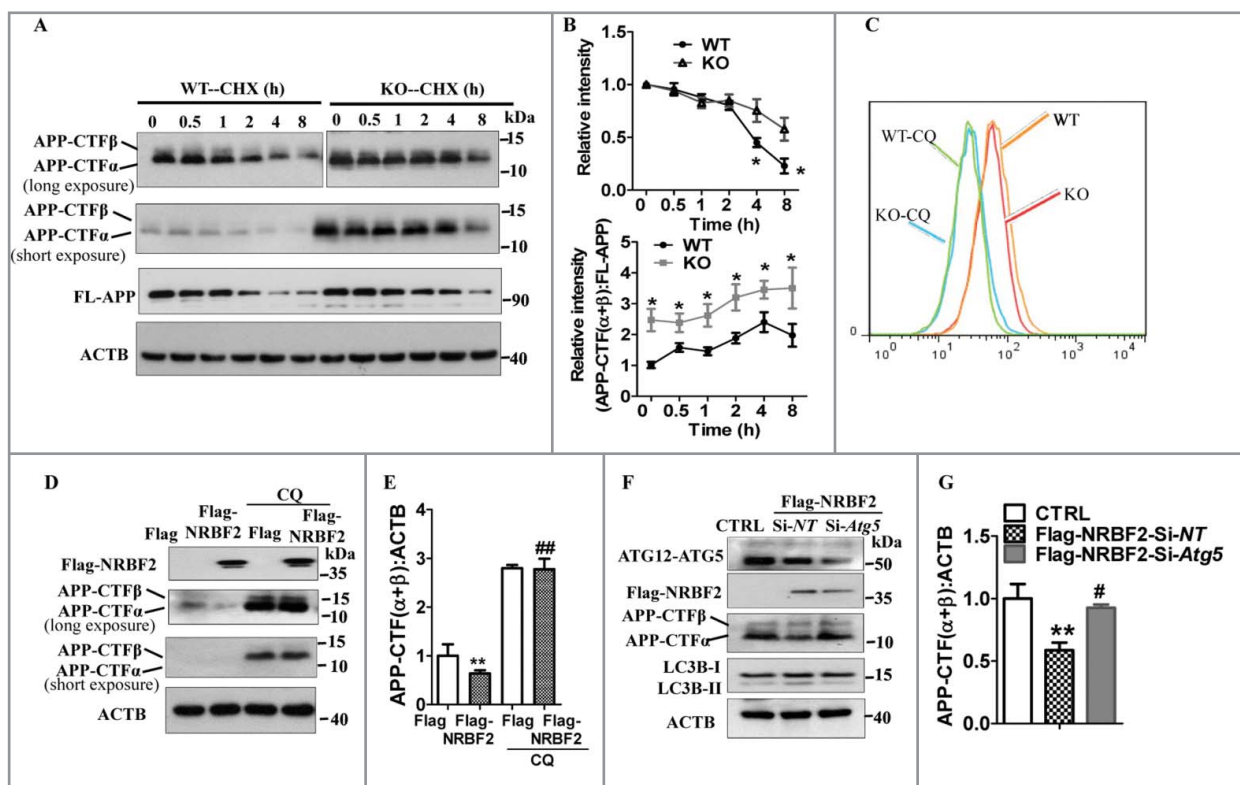 A
WT--CHX (h)
KO--CHX (h)
0 0.5 1 2 4 8 0 0.5 1 2 4 8 kDa
APP-CTFβ
APP-CTFα
(long exposure)
-15
-10
APP-CTFβ
APP-CTFα
(short exposure)
-15
-10
FL-APP
-90
ACTB
-40
B
WT
KO
Relative intensity
1.0
0.5
0.0
*
*
0 0.5 1 2 4 8
Time (h)
WT
KO
Relative intensity
(APP-CTF(α+β):FL-APP)
5
4
3
2
1
0
* * * * * *
0 0.5 1 2 4 8
Time (h)
C
WT-CQ
WT
KO-CQ
KO
0
10^0 10^1 10^2 10^3 10^4
D
CQ
Flag Flag-NRBF2 Flag Flag-NRBF2
kDa
Flag-NRBF2
-35
APP-CTFβ
APP-CTFα
(long exposure)
-15
-10
APP-CTFβ
APP-CTFα
(short exposure)
-15
-10
ACTB
-40
E
APP-CTF(α+β):ACTB
4
3
2
1
0
**
##
Flag Flag-NRBF2 Flag Flag-NRBF2
CQ
F
Flag-NRBF2
CTRL Si-NT Si-Atg5
kDa
ATG12-ATG5
-50
Flag-NRBF2
-35
APP-CTFβ
APP-CTFα
-10
LC3B-I
LC3B-II
-15
ACTB
-40
G
CTRL
Flag-NRBF2-Si-NT
Flag-NRBF2-Si-Atg5
APP-CTF(α+β):ACTB
1.5
1.0
0.5
0.0
**
#